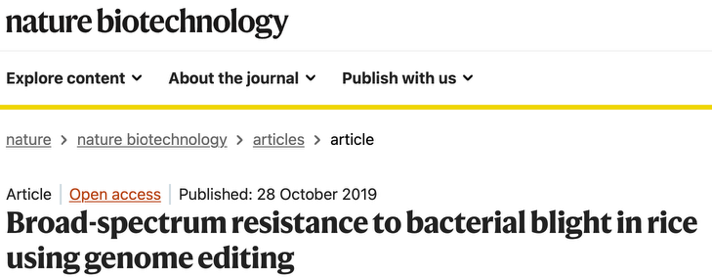 nature biotechnology
Explore content About the journal Publish with us
nature > nature biotechnology > articles > article
Article | Open access | Published: 28 October 2019
Broad-spectrum resistance to bacterial blight in rice
using genome editing